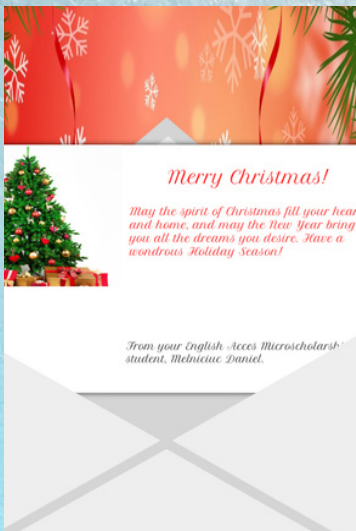 Merry Christmas!
May the spirit of Christmas fill your hear
and home, and may the New Year bring
you all the dreams you desire. Have a
wondrous Holiday Season!
From your English Acces Microscholarsh
student, Melniciuc Daniel.